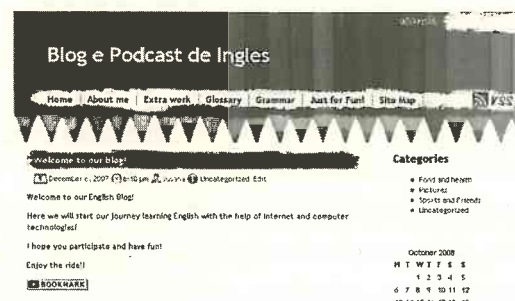 Blog e Podcast de Ingles
Home About me Extra work Glossary Grammar Just for Fun! Site Map RSS
Welcome to our blog!
December 6, 2007 Uncategorized Edit
Welcome to our English Blog!
Here we will start our journey learning English with the help of Internet and computer
technologies!
I hope you participate and have fun!
Enjoy the ride!!
BOOKMARK
Categories
Food and health
Pictures
Sports and Friends
Uncategorized
October 2008
M T W T F S S
1 2 3 4 5
6 7 8 9 10 11 12